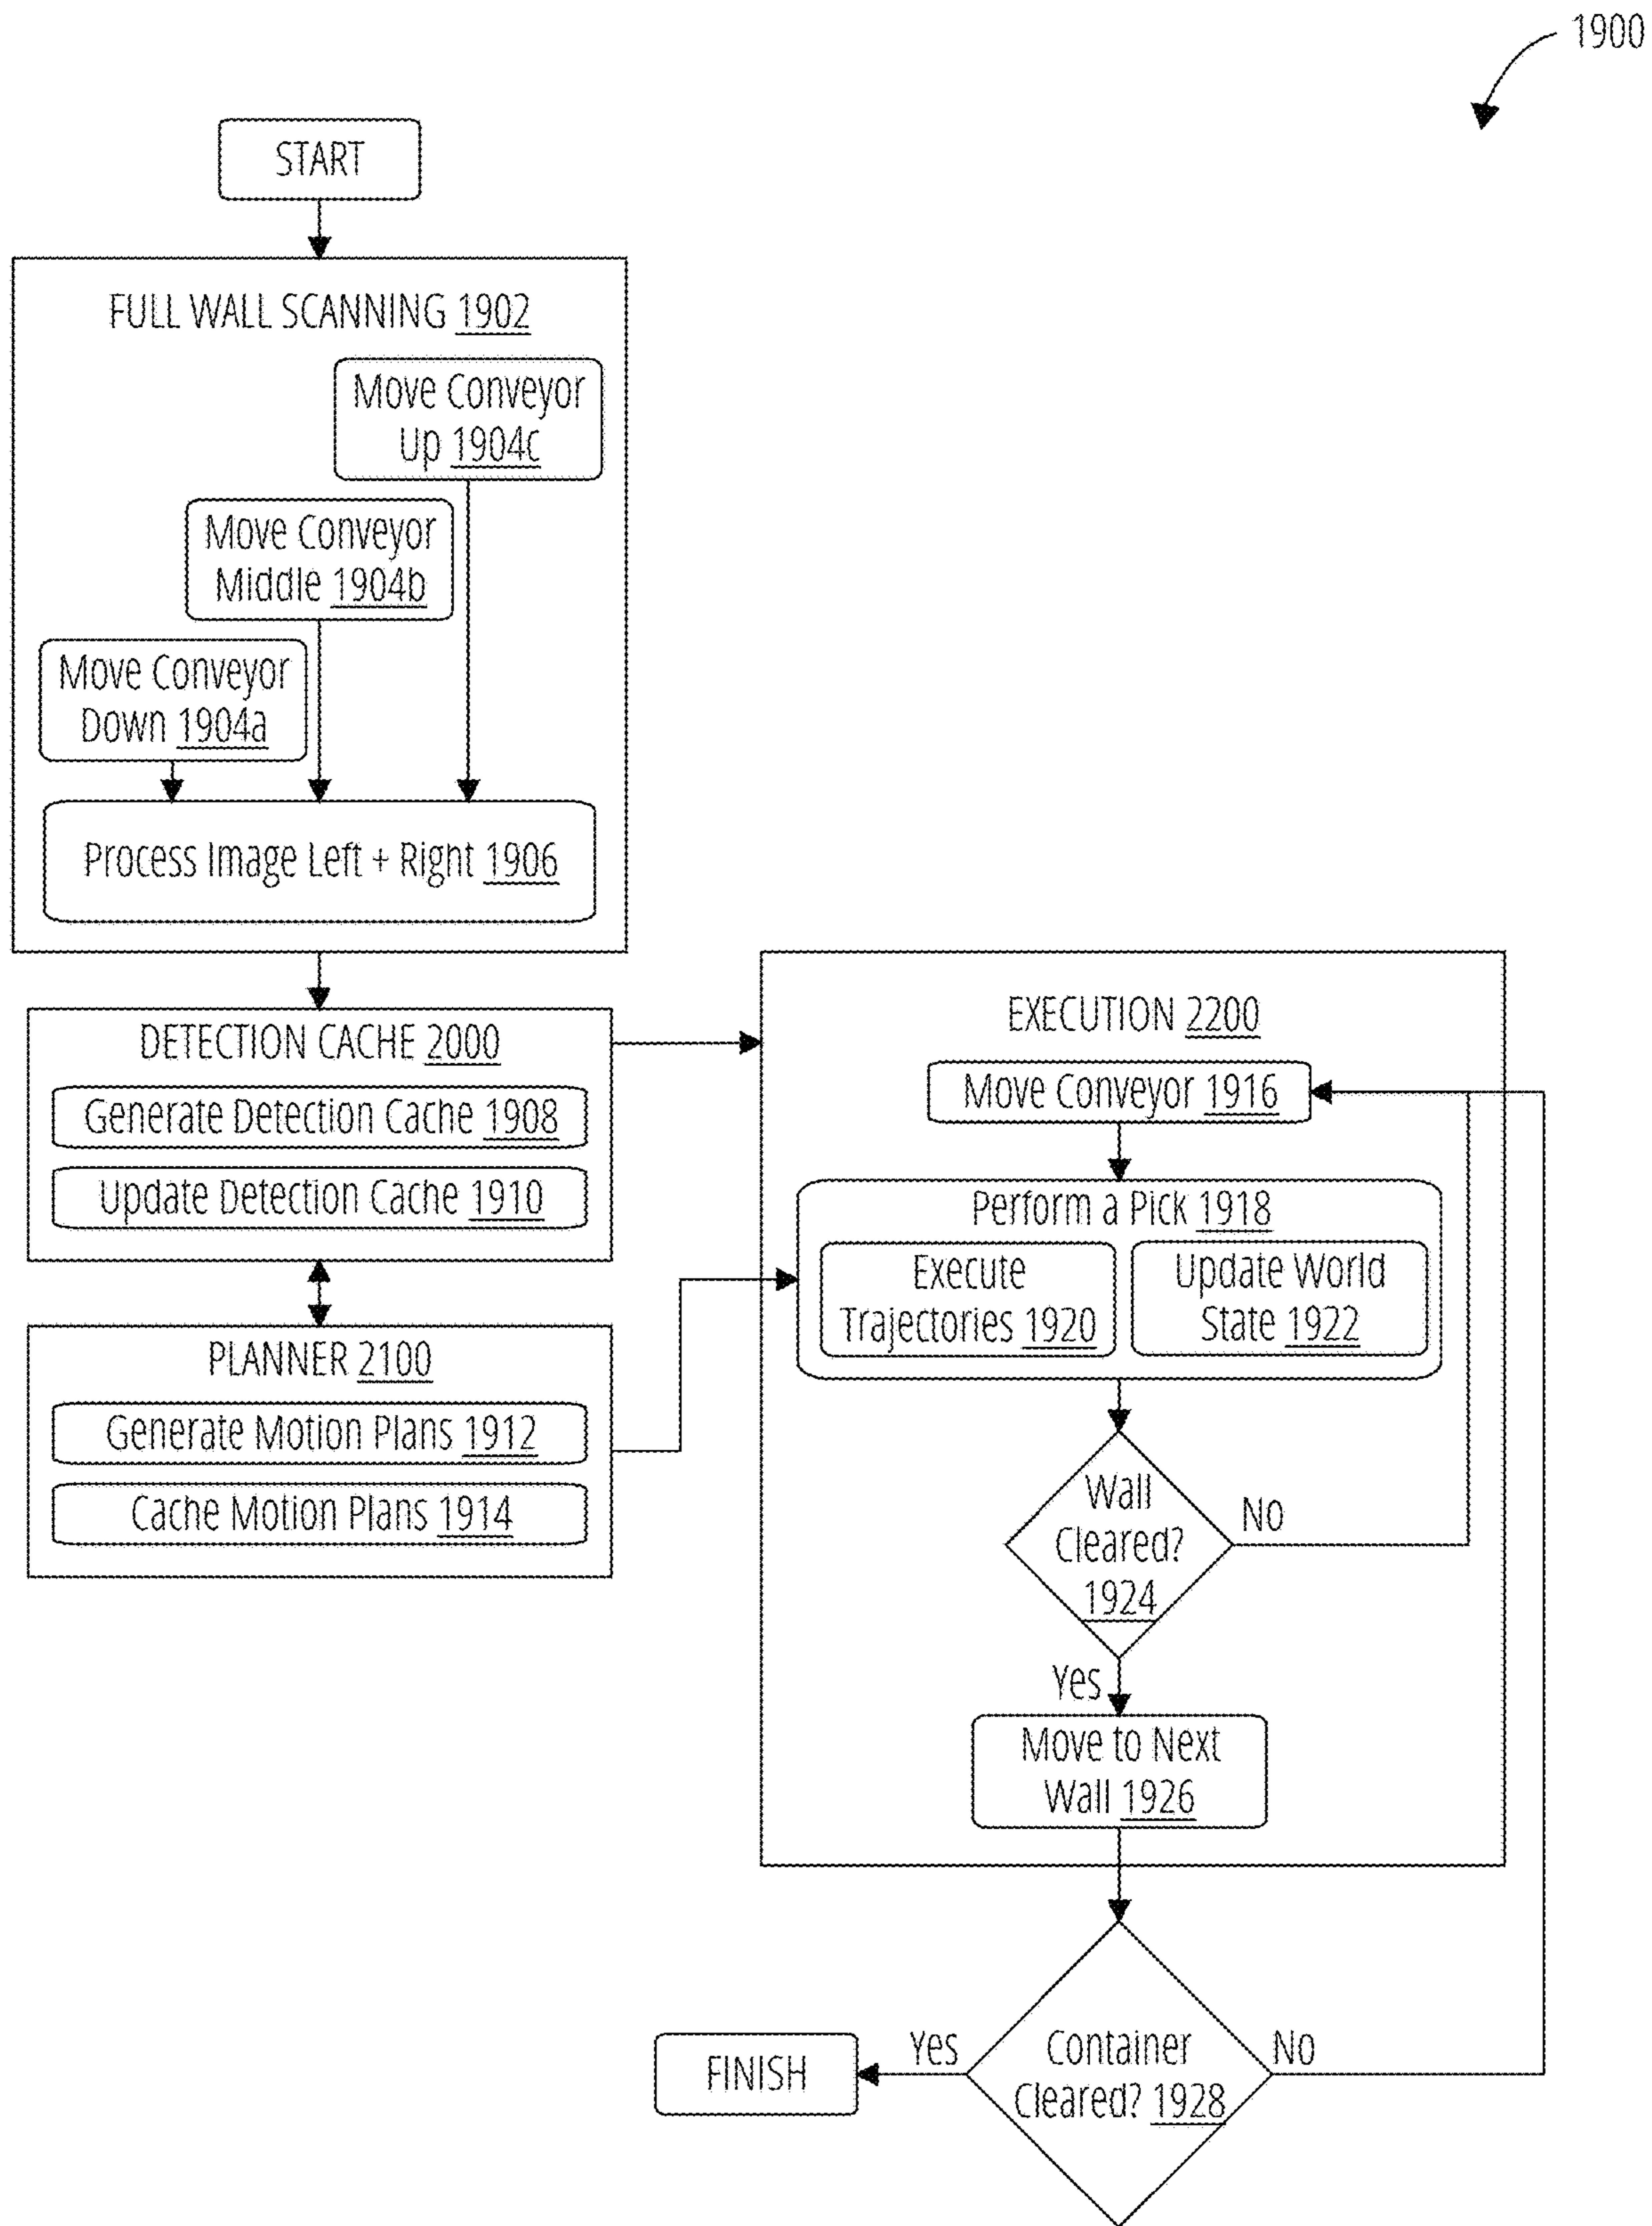 1900
START
FULL WALL SCANNING 1902
Move Conveyor
Up 1904c
Move Conveyor
Middle 1904b
Move Conveyor
Down 1904a
Process Image Left + Right 1906
DETECTION CACHE 2000
Generate Detection Cache 1908
Update Detection Cache 1910
PLANNER 2100
Generate Motion Plans 1912
Cache Motion Plans 1914
EXECUTION 2200
Move Conveyor 1916
Perform a Pick 1918
Execute
Trajectories 1920
Update World
State 1922
Wall
Cleared?
1924
No
Yes
Move to Next
Wall 1926
Container
Cleared? 1928
No
Yes
FINISH